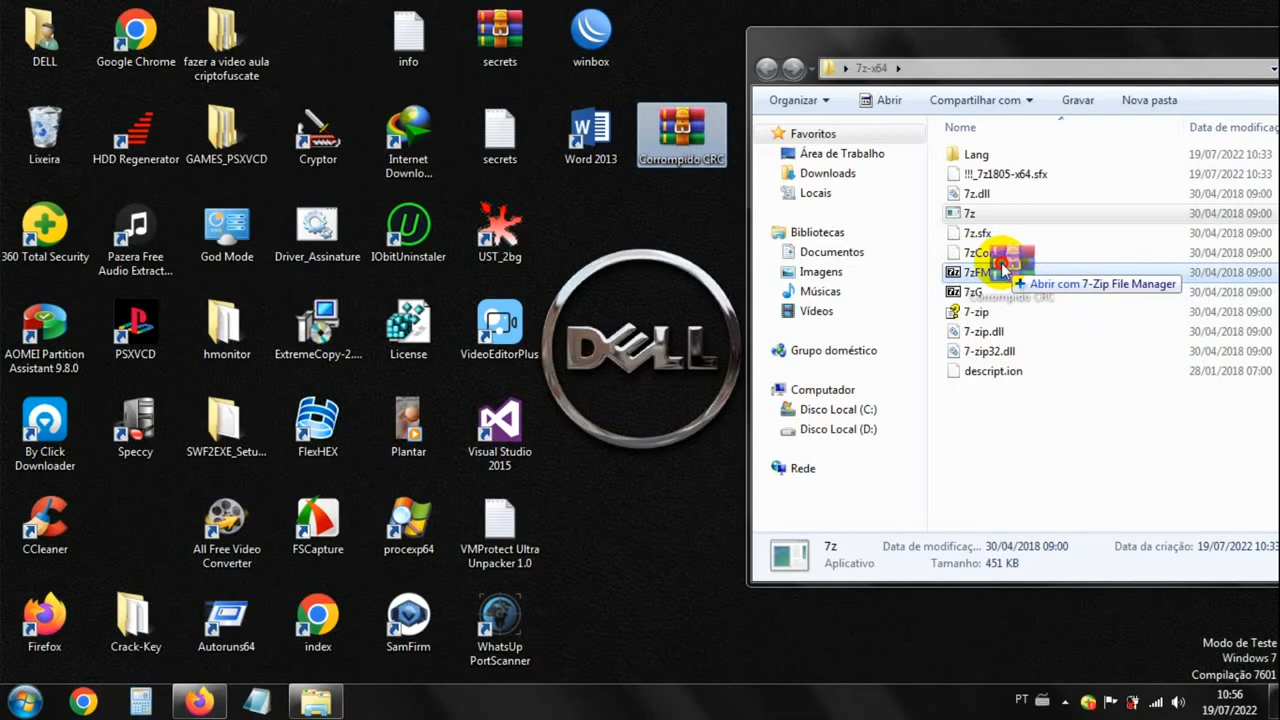 DELL
Google Chrome
fazer a video aula
criptofuscate
info
secrets
winbox
Lixeira
HDD Regenerator
GAMES_PSXVCD
Cryptor
Internet
Downlo...
secrets
Word 2013
Corrompido CRC
360 Total Security
Pazera Free
Audio Extract...
God Mode
Driver_Assinature
IObitUninstaler
UST_2bg
AOMEI Partition
Assistant 9.8.0
PSXVCD
hmonitor
ExtremeCopy-2....
License
VideoEditorPlus
DELL
By Click
Downloader
Speccy
SWF2EXE_Setu...
FlexHEX
Plantar
Visual Studio
2015
CCleaner
All Free Video
Converter
FSCapture
procexp64
VMProtect Ultra
Unpacker 1.0
Firefox
Crack-Key
Autoruns64
index
SamFirm
WhatsUp
PortScanner
7z-x64
Organizar
Abrir
Compartilhar com
Gravar
Nova pasta
Favoritos
Área de Trabalho
Downloads
Locais
Bibliotecas
Documentos
Imagens
Músicas
Vídeos
Grupo doméstico
Computador
Disco Local (C:)
Disco Local (D:)
Rede
Nome
Data de modificaç
Lang
19/07/2022 10:33
!!!_7z1805-x64.sfx
19/07/2022 10:33
7z.dll
30/04/2018 09:00
7z
30/04/2018 09:00
7z.sfx
30/04/2018 09:00
30/04/2018 09:00
7zFM
30/04/2018 09:00
Abrir com 7-Zip File Manager
7zG
Corrompido CRC
30/04/2018 09:00
7-zip
30/04/2018 09:00
7-zip.dll
30/04/2018 09:00
7-zip32.dll
30/04/2018 09:00
descript.ion
28/01/2018 07:00
7z
Data de modificaç... 30/04/2018 09:00
Data da criação: 19/07/2022 10:33
Aplicativo
Tamanho: 451 KB
Modo de Teste
Windows 7
Compilação 7601
PT
10:56
19/07/2022